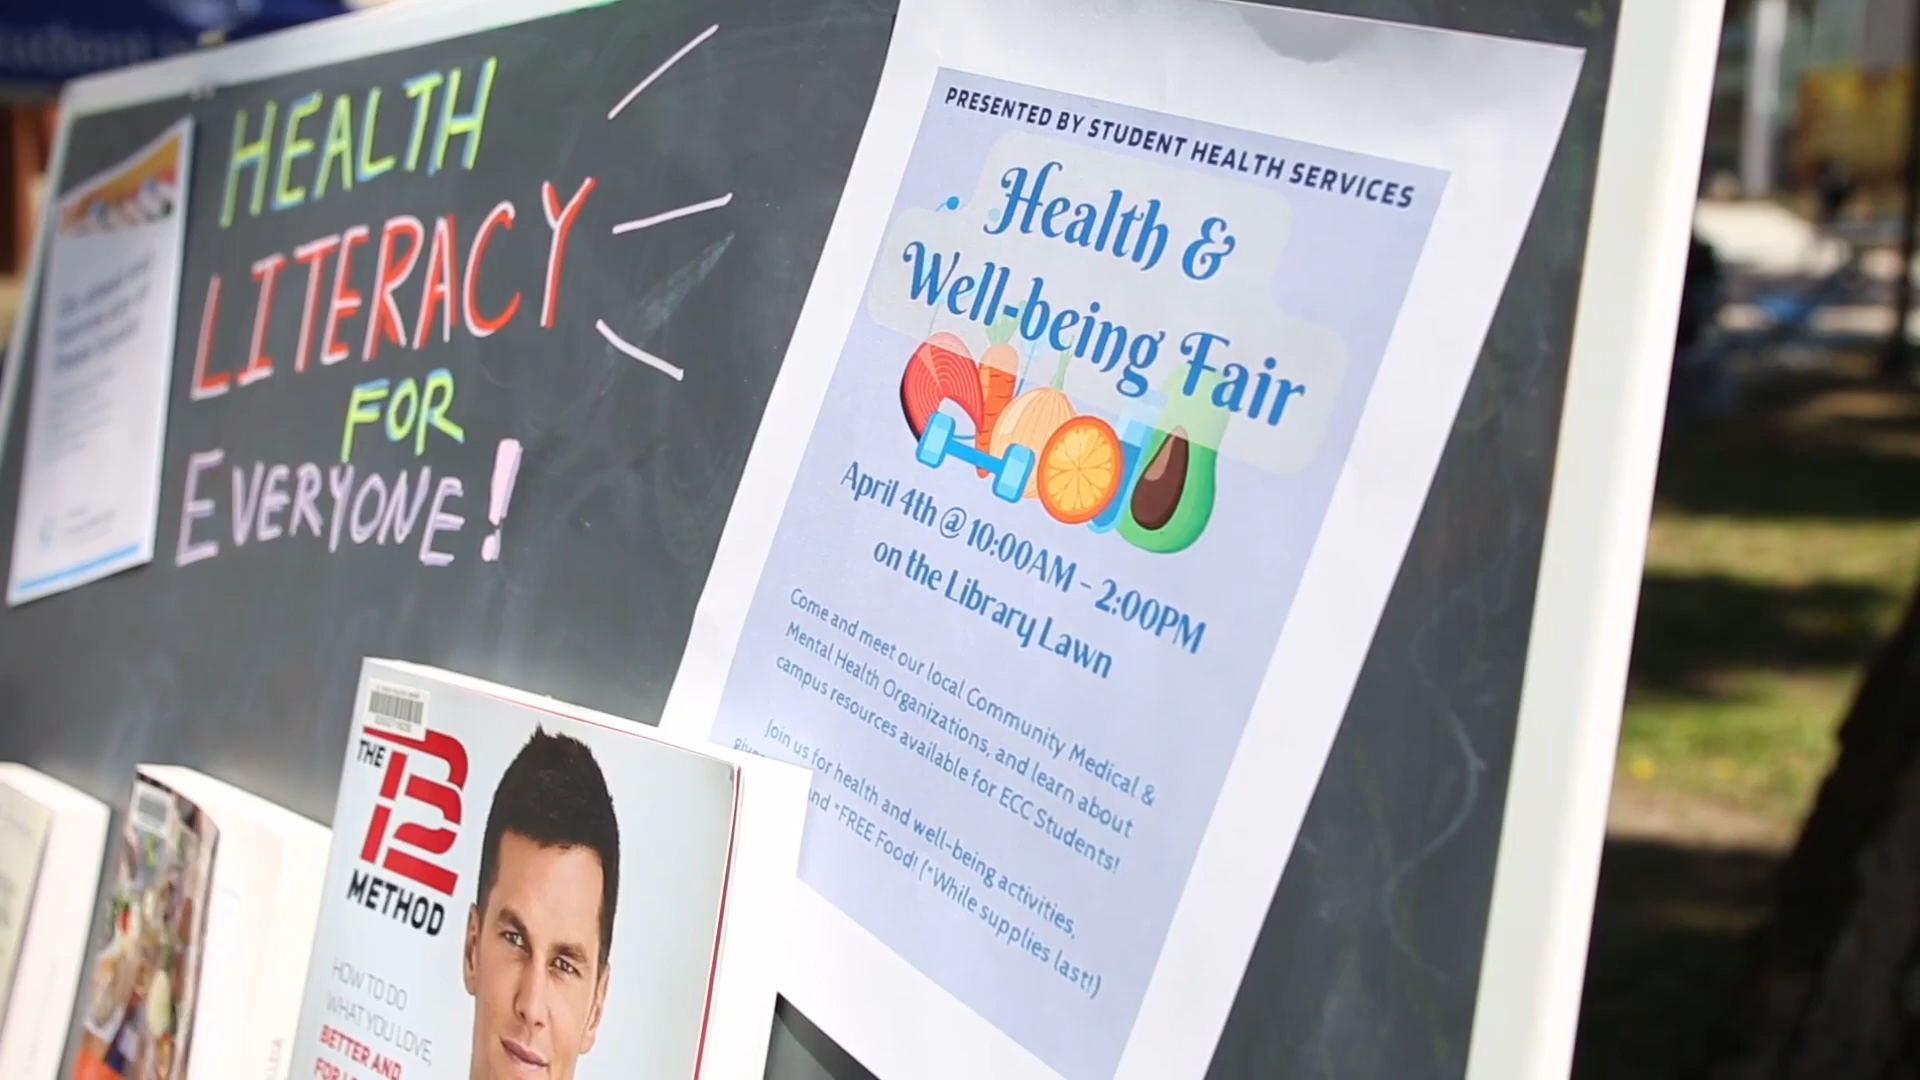 HEALTH
LITERACY
FOR
EVERYONE!
PRESENTED BY STUDENT HEALTH SERVICES
Health &
Well-being Fair
April 4th @ 10:00AM - 2:00PM
on the Library Lawn
Come and meet our local Community Medical &
Mental Health Organizations, and learn about
campus resources available for ECC Students!
Join us for health and well-being activities,
and *FREE Food! (*While supplies last!)
THE
TB12
METHOD
HOW TO DO
WHAT YOU LOVE,
BETTER AND